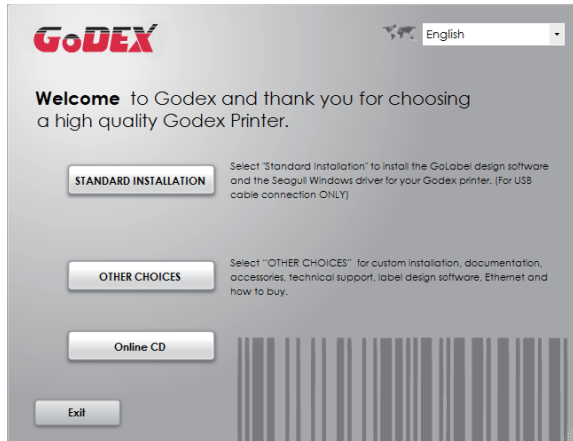 GoDEX
English
Welcome to Godex and thank you for choosing
a high quality Godex Printer.
STANDARD INSTALLATION
Select "Standard Installation" to install the GoLabel design software
and the Seagull Windows driver for your Godex printer. (For USB
cable connection ONLY)
OTHER CHOICES
Select "OTHER CHOICES" for custom installation, documentation,
accessories, technical support, label design software, Ethernet and
how to buy.
Online CD
Exit